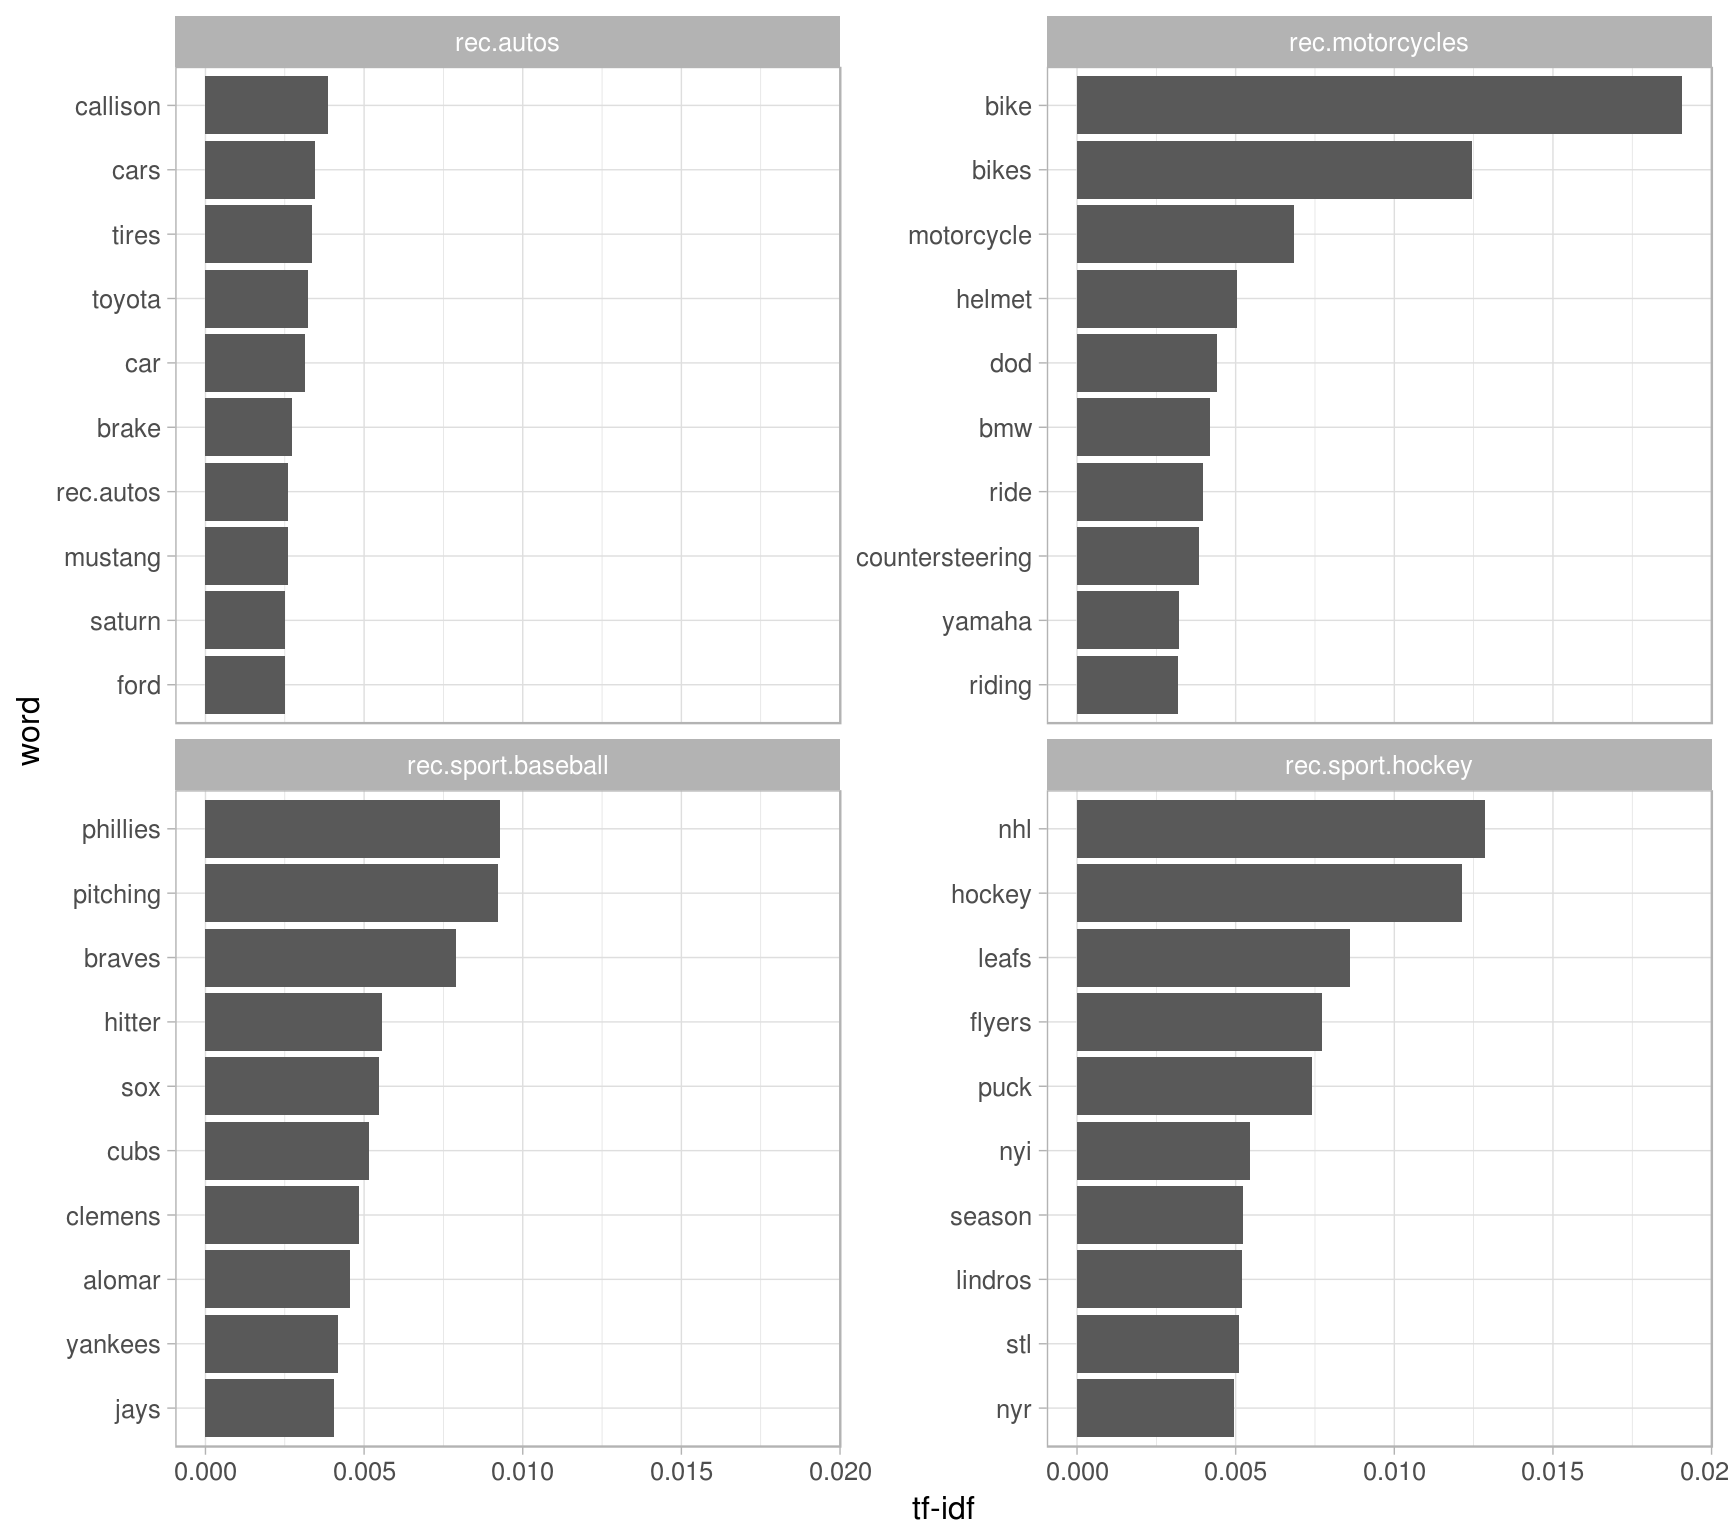 rec.autos
callison
cars
tires
toyota
car
brake
rec.autos
mustang
saturn
ford
rec.motorcycles
bike
bikes
motorcycle
helmet
dod
bmw
ride
countersteering
yamaha
riding
rec.sport.baseball
phillies
pitching
braves
hitter
sox
cubs
clemens
alomar
yankees
jays
0.000 0.005 0.010 0.015 0.020
rec.sport.hockey
nhl
hockey
leafs
flyers
puck
nyi
season
lindros
stl
nyr
0.000 0.005 0.010 0.015 0.02
word
tf-idf